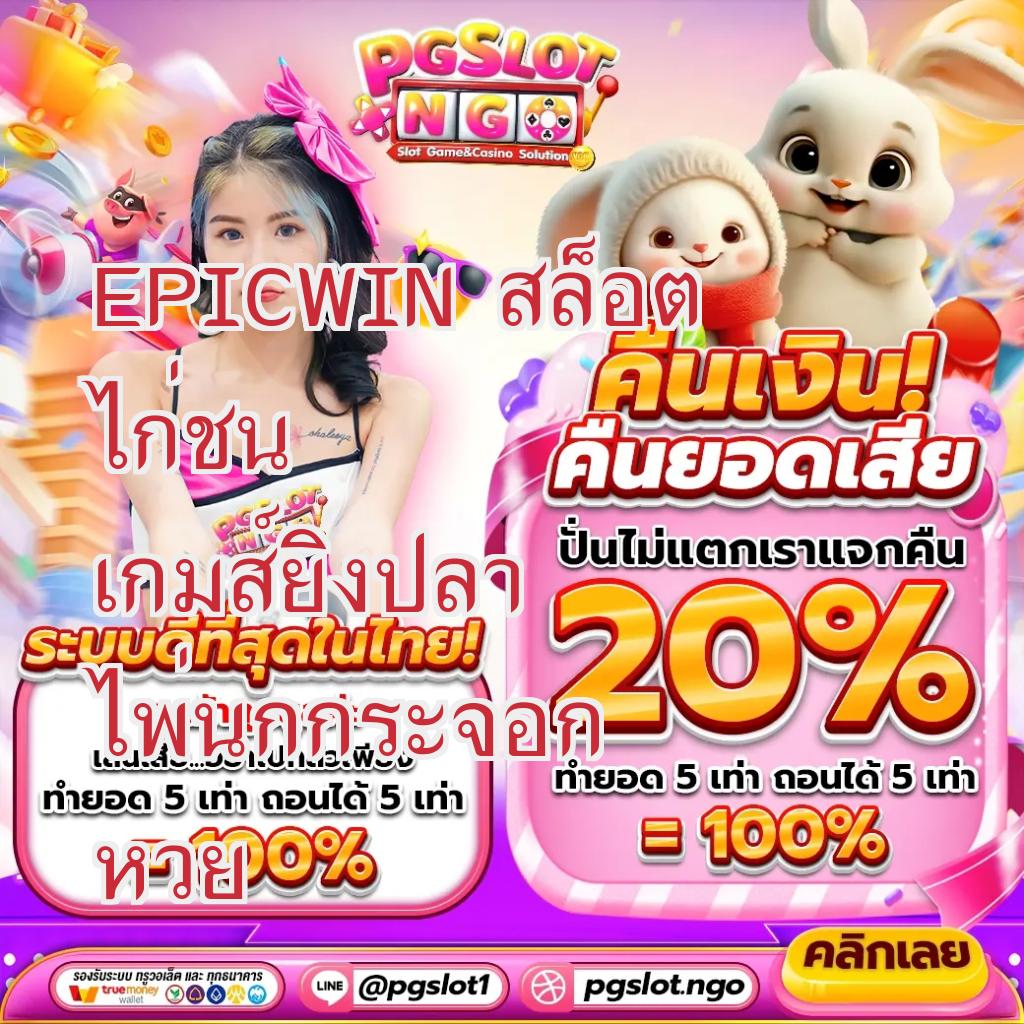 PGSLOT
NGO
Slot Game&Casino Solution
EPICWIN สล็อต
ไก่ชน
เกมส์ยิงปลา
ไพ่นกกระจอก
หวย
คืนเงิน!
คืนยอดเสีย
ปั่นไม่แตกเราแจกคืน
20%
ทำยอด 5 เท่า ถอนได้ 5 เท่า
= 100%
ระบบดีที่สุดในไทย!
ทำยอด 5 เท่า ถอนได้ 5 เท่า
100%
คลิกเลย
รองรับระบบ ทรูวอเล็ต และ ทุกธนาคาร
truemoney
wallet
LINE @pgslot1
pgslot.ngo